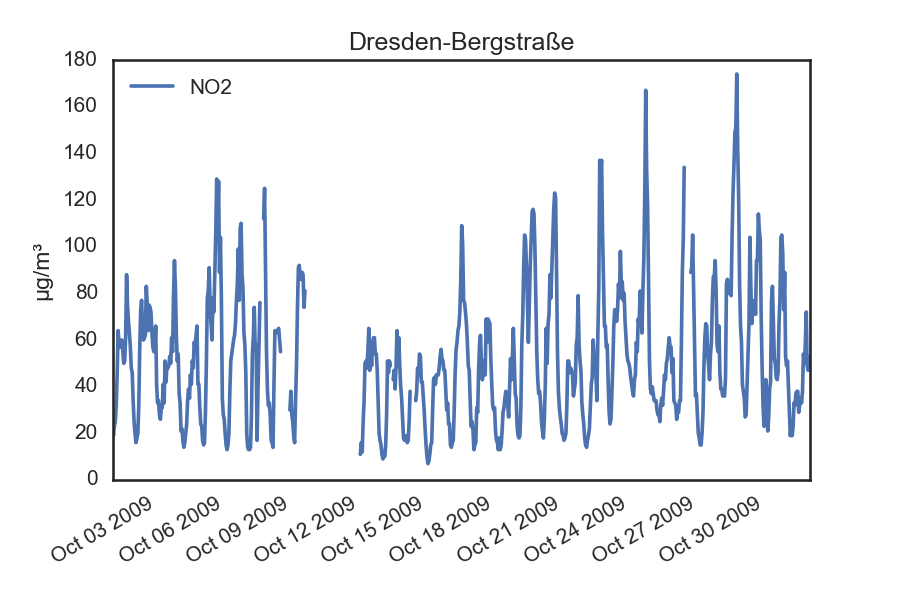 Dresden-Bergstraße
NO2
µg/m³
180
160
140
120
100
80
60
40
20
0
Oct 03 2009
Oct 06 2009
Oct 09 2009
Oct 12 2009
Oct 15 2009
Oct 18 2009
Oct 21 2009
Oct 24 2009
Oct 27 2009
Oct 30 2009